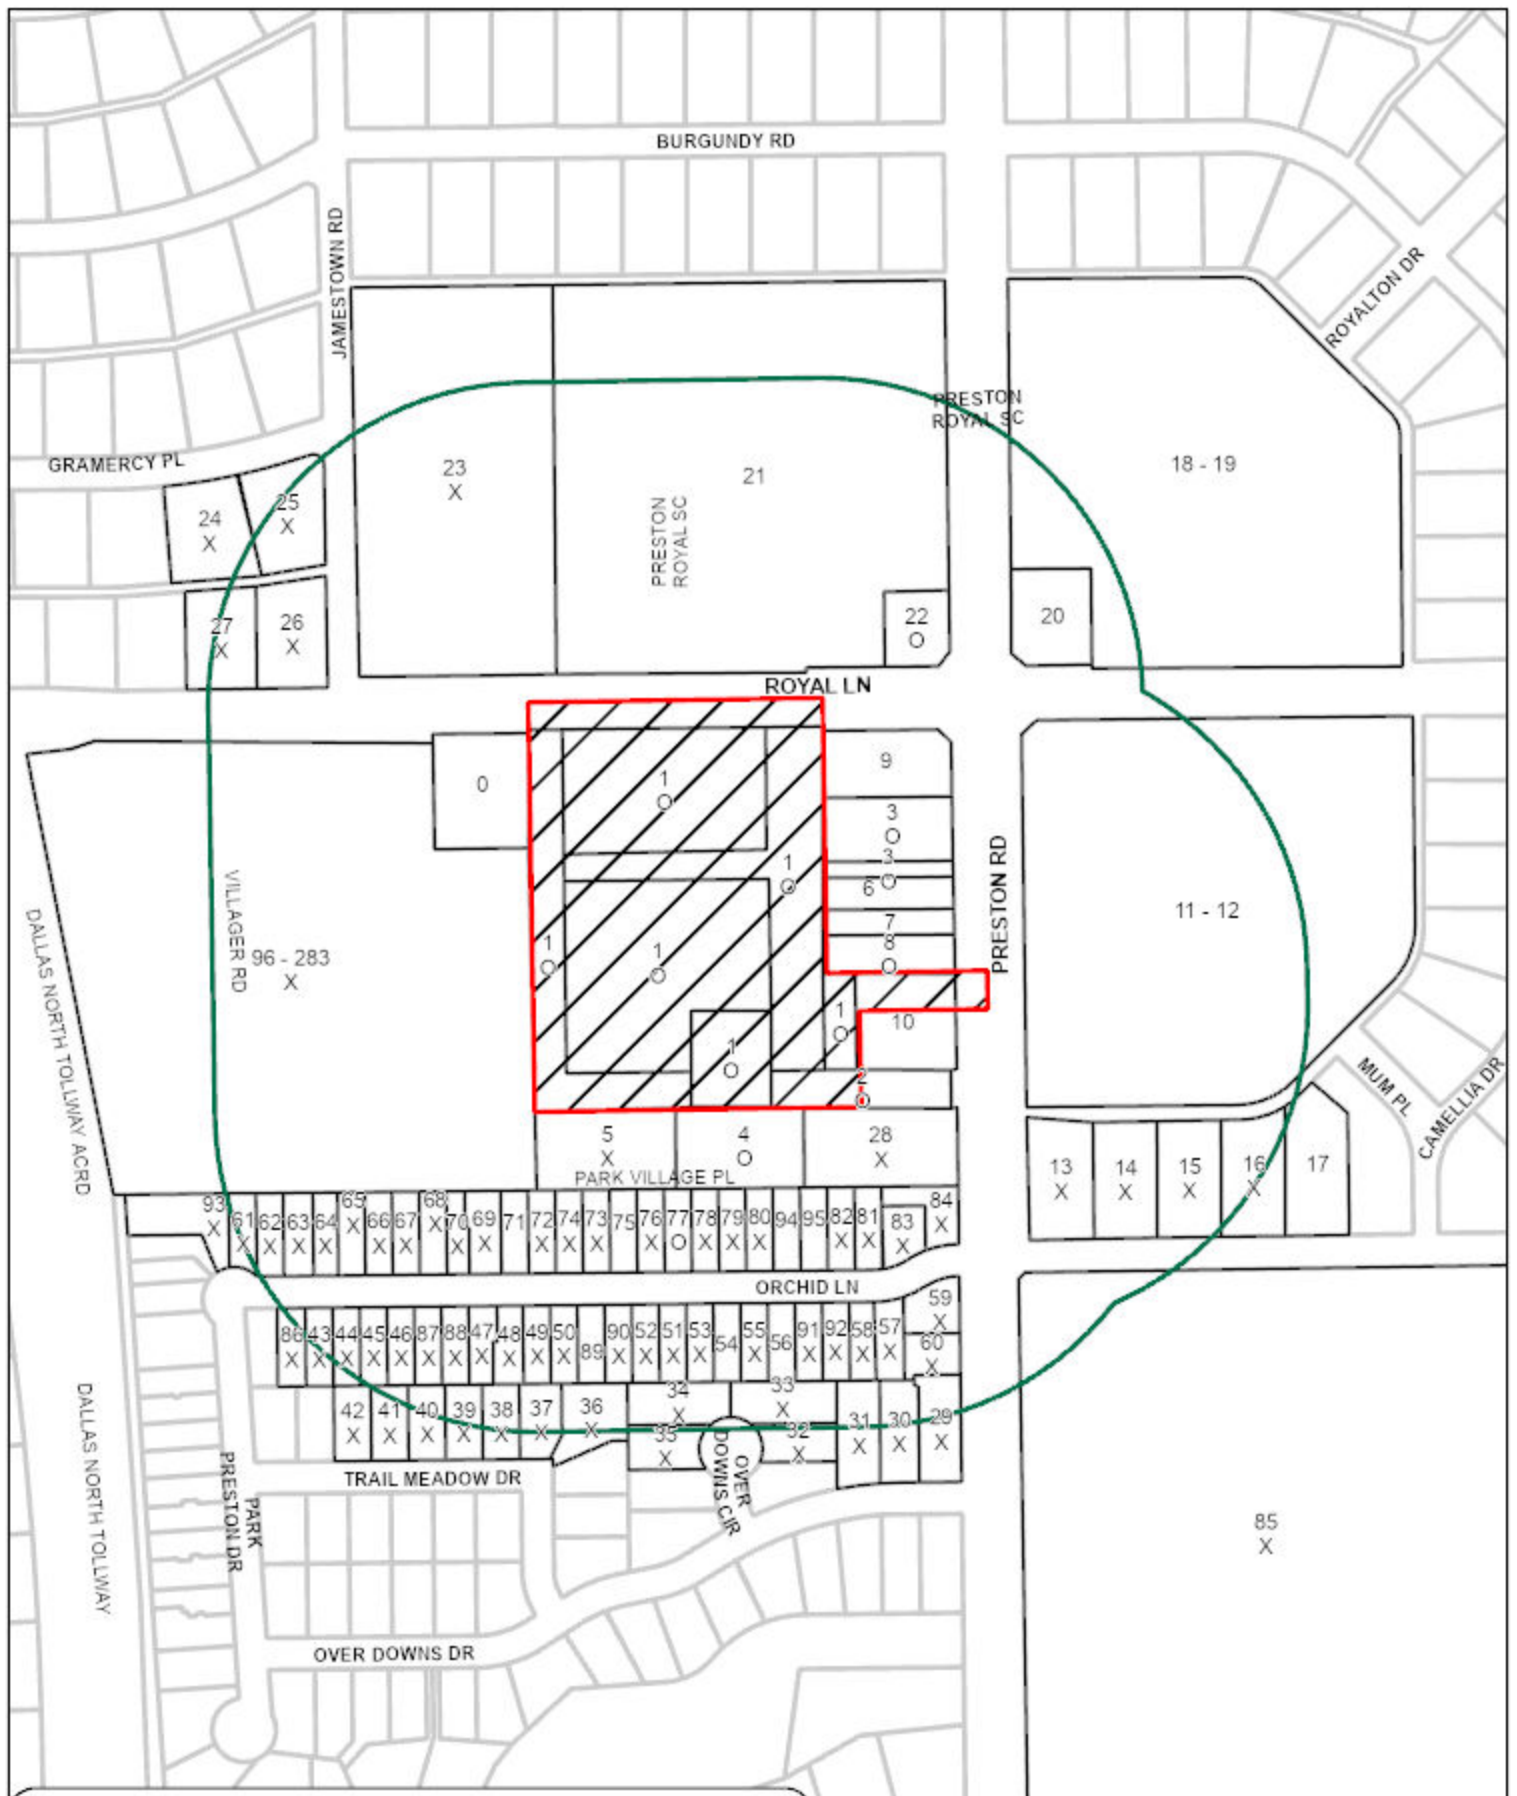 BURGUNDY RD
JAMESTOWN RD
ROYALTON DR
PRESTON
ROYAL SC
GRAMERCY PL
23
X
21
18 - 19
PRESTON
ROYAL SC
25
X
24
X
27
X
26
X
22
O
20
ROYAL LN
0
1
O
9
3
O
3
O
6
7
8
O
1
O
1
O
1
O
1
O
1
O
10
2
O
PRESTON RD
11 - 12
VILLAGER RD
96 - 283
X
DALLAS NORTH TOLLWAY ACRD
MUM PL
CAMELLIA DR
5
X
4
O
28
X
PARK VILLAGE PL
13
X
14
X
15
X
16
X
17
93
X
61
X
62
X
63
X
64
X
65
X
66
X
67
X
68
X
70
X
69
X
71
72
X
74
X
73
X
75
76
X
77
O
78
X
79
X
80
X
94
95
82
X
81
X
83
X
84
X
ORCHID LN
86
X
43
X
44
X
45
X
46
X
87
X
88
X
47
X
48
X
49
X
50
X
89
90
X
52
X
51
X
53
X
54
55
X
56
91
X
92
X
58
X
57
X
59
X
60
X
42
X
41
X
40
X
39
X
38
X
37
X
36
X
34
X
35
X
33
X
32
X
31
X
30
X
29
X
OVER
DOWNS CIR
TRAIL MEADOW DR
DALLAS NORTH TOLLWAY
PARK
PRESTON DR
85
X
OVER DOWNS DR